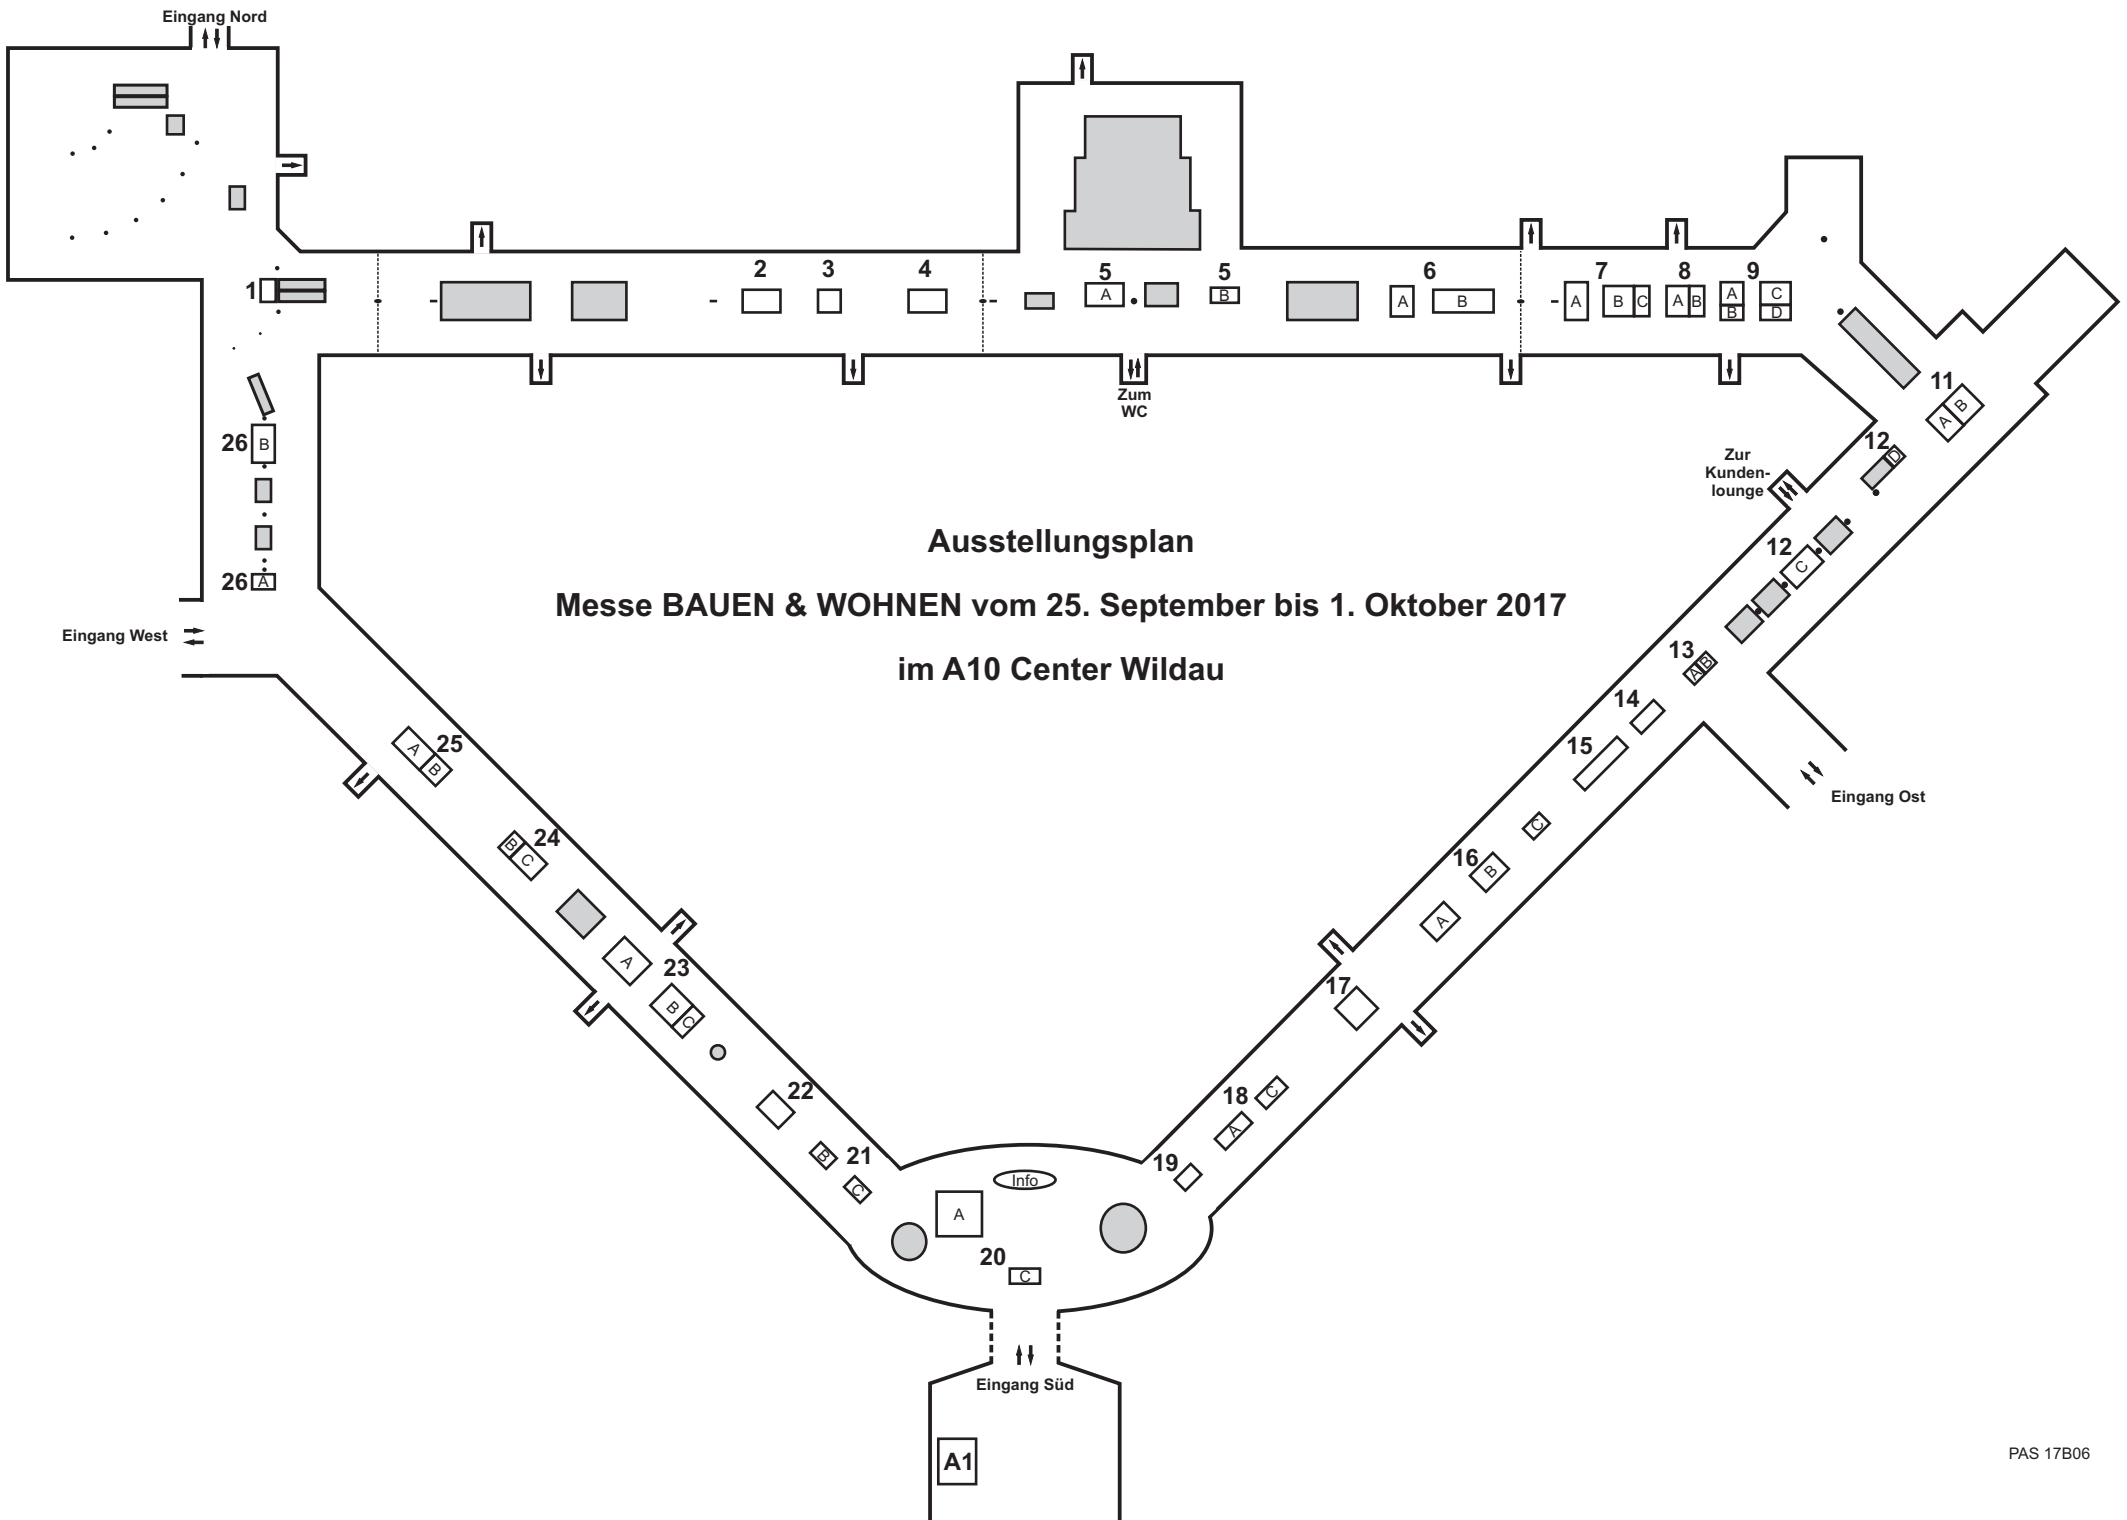 Eingang Nord
1
2
3
4
5
A
5
B
6
A
B
7
A
B
C
8
A
B
9
A
B
C
D
Zum
WC
11
A
B
12
D
Zur
Kunden-
lounge
12
C
26
B
26
A
Ausstellungsplan
Messe BAUEN & WOHNEN vom 25. September bis 1. Oktober 2017
im A10 Center Wildau
Eingang West
13
A
B
14
15
Eingang Ost
25
A
B
24
B
C
16
C
B
A
23
A
B
C
17
22
18
C
A
21
B
C
19
Info
A
20
C
Eingang Süd
A1
PAS 17B06